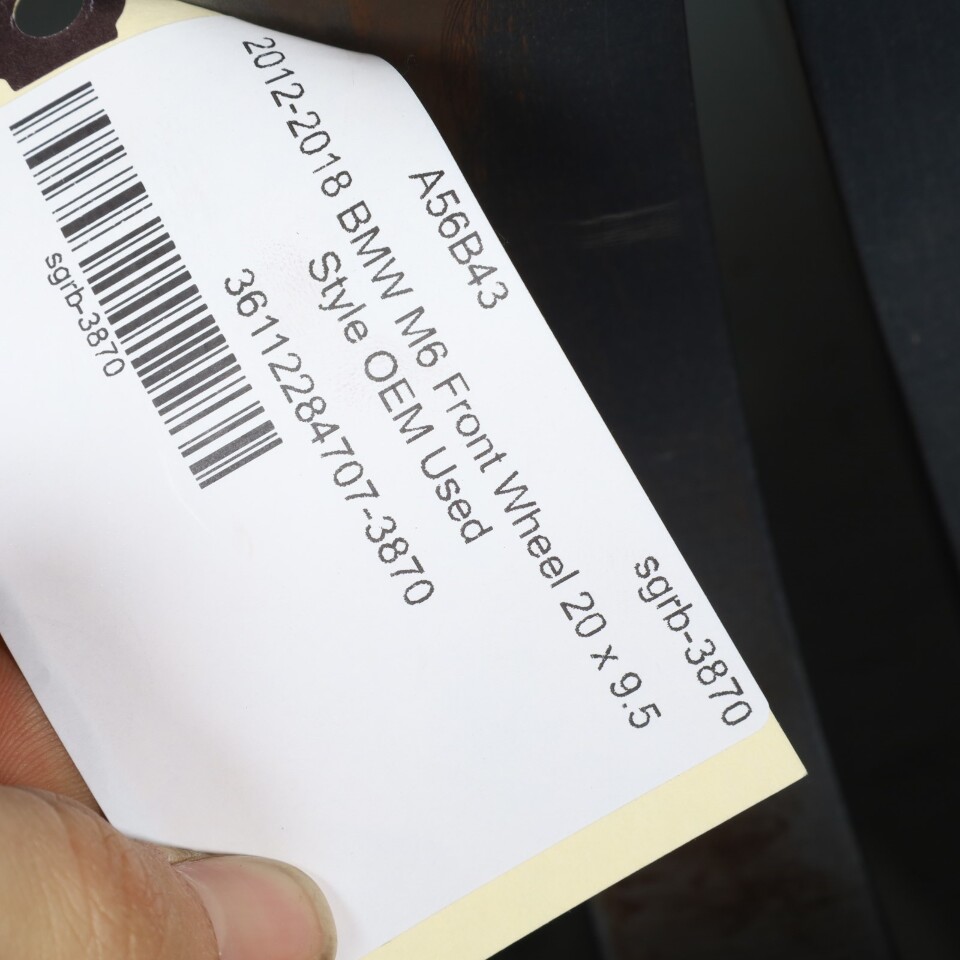 A56B43
sgrb-3870
2012-2018 BMW M6 Front Wheel 20 x 9.5
Style OEM Used
36112284707-3870
sgrb-3870